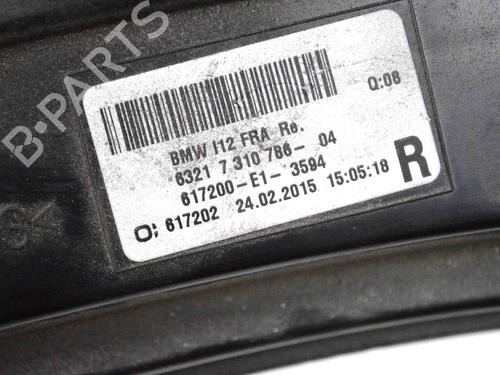 B-PARTS
Q:08
BMW I12 FRA Re.
6321 7 310 766- 04
617200-E1-3594
O; 617202 24.02.2015 15:05:18
R